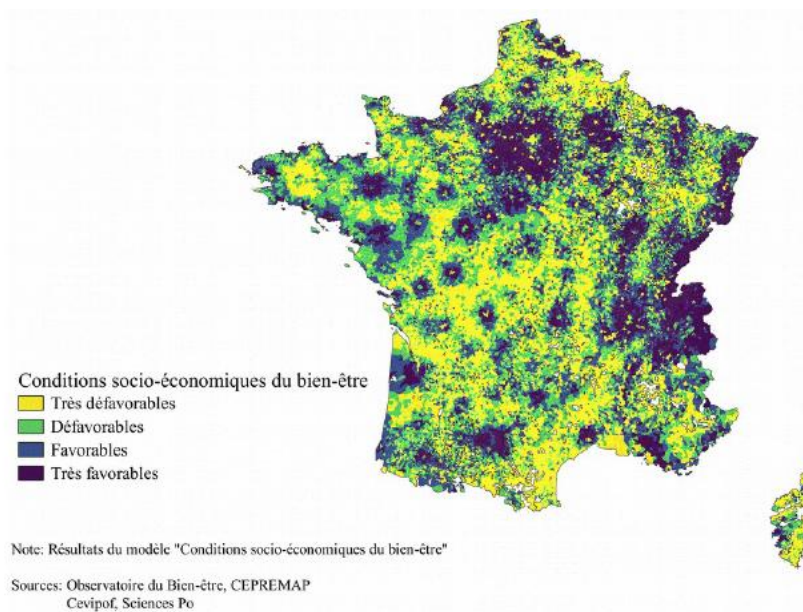 Conditions socio-économiques du bien-être
Très défavorables
Défavorables
Favorables
Très favorables
Note: Résultats du modèle "Conditions socio-économiques du bien-être"
Sources: Observatoire du Bien-être, CEPREMAP
Cevipof, Sciences Po